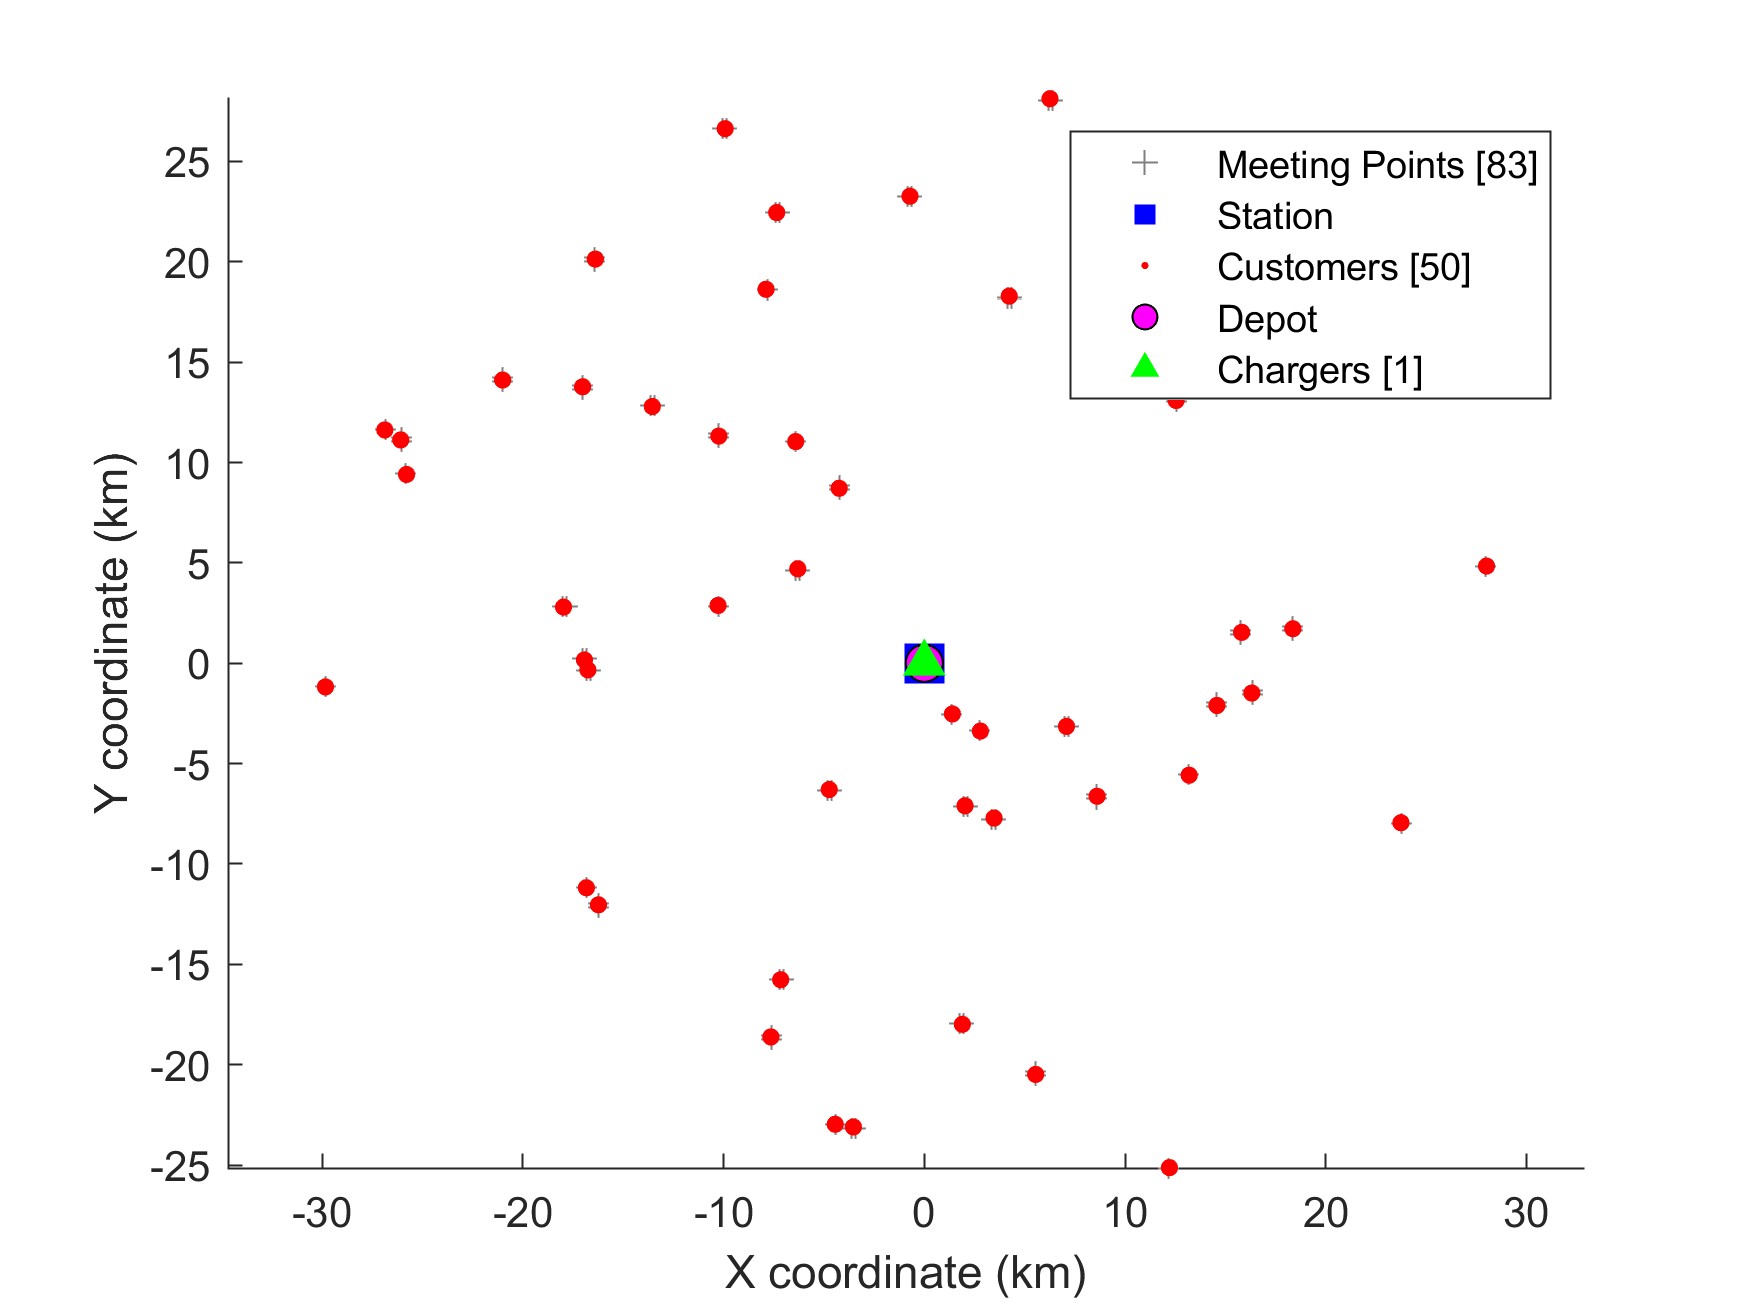 Meeting Points [83]
Station
Customers [50]
Depot
Chargers [1]
25
20
15
10
5
0
-5
-10
-15
-20
-25
Y coordinate (km)
-30 -20 -10 0 10 20 30
X coordinate (km)